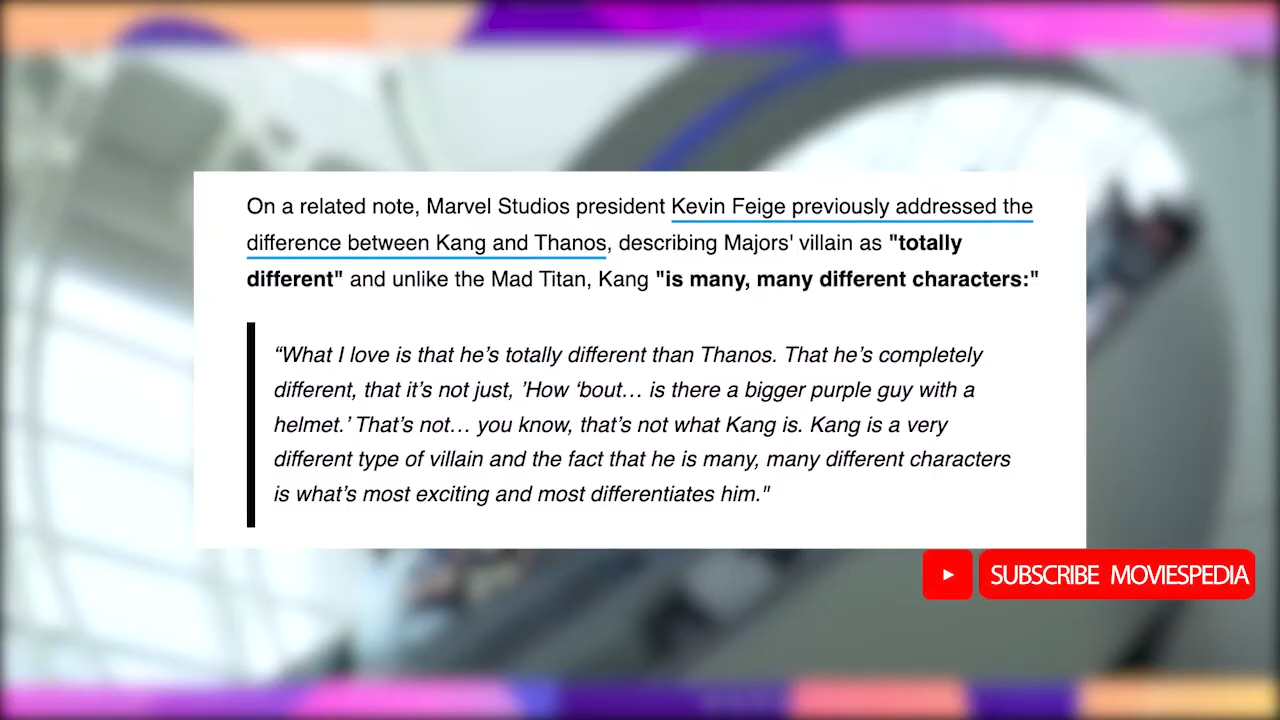 On a related note, Marvel Studios president Kevin Feige previously addressed the
difference between Kang and Thanos, describing Majors' villain as "totally
different" and unlike the Mad Titan, Kang "is many, many different characters:"
“What I love is that he’s totally different than Thanos. That he’s completely
different, that it’s not just, ’How ‘bout… is there a bigger purple guy with a
helmet.’ That’s not… you know, that’s not what Kang is. Kang is a very
different type of villain and the fact that he is many, many different characters
is what’s most exciting and most differentiates him."
SUBSCRIBE MOVIESPEDIA